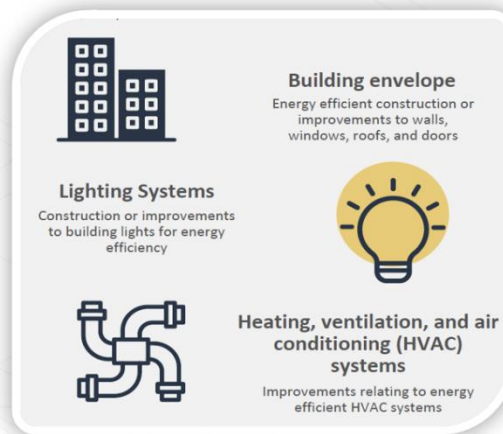 Building envelope
Energy efficient construction or
improvements to walls,
windows, roofs, and doors
Lighting Systems
Construction or improvements
to building lights for energy
efficiency
Heating, ventilation, and air
conditioning (HVAC)
systems
Improvements relating to energy
efficient HVAC systems